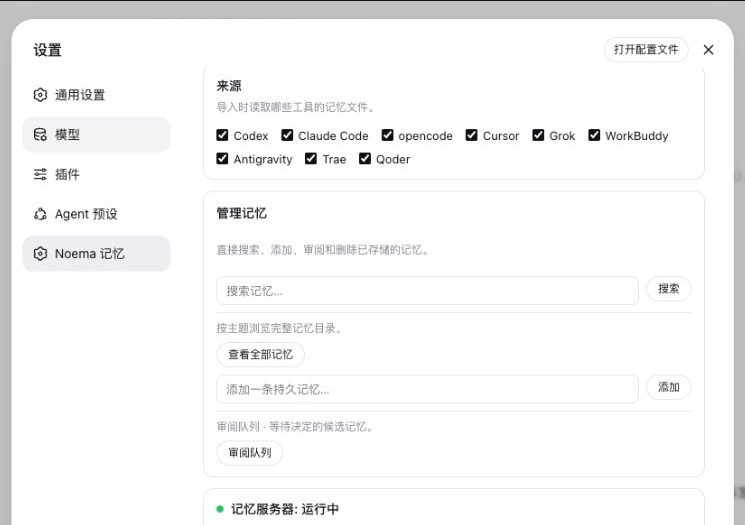 设置
打开配置文件
通用设置
模型
插件
Agent 预设
Noema 记忆
来源
导入时读取哪些工具的记忆文件。
Codex Claude Code opencode Cursor Grok WorkBuddy
Antigravity Trae Qoder
管理记忆
直接搜索、添加、审阅和删除已存储的记忆。
搜索记忆... 搜索
按主题浏览完整记忆目录。
查看全部记忆
添加一条持久记忆... 添加
审阅队列 · 等待决定的候选记忆。
审阅队列
记忆服务器: 运行中